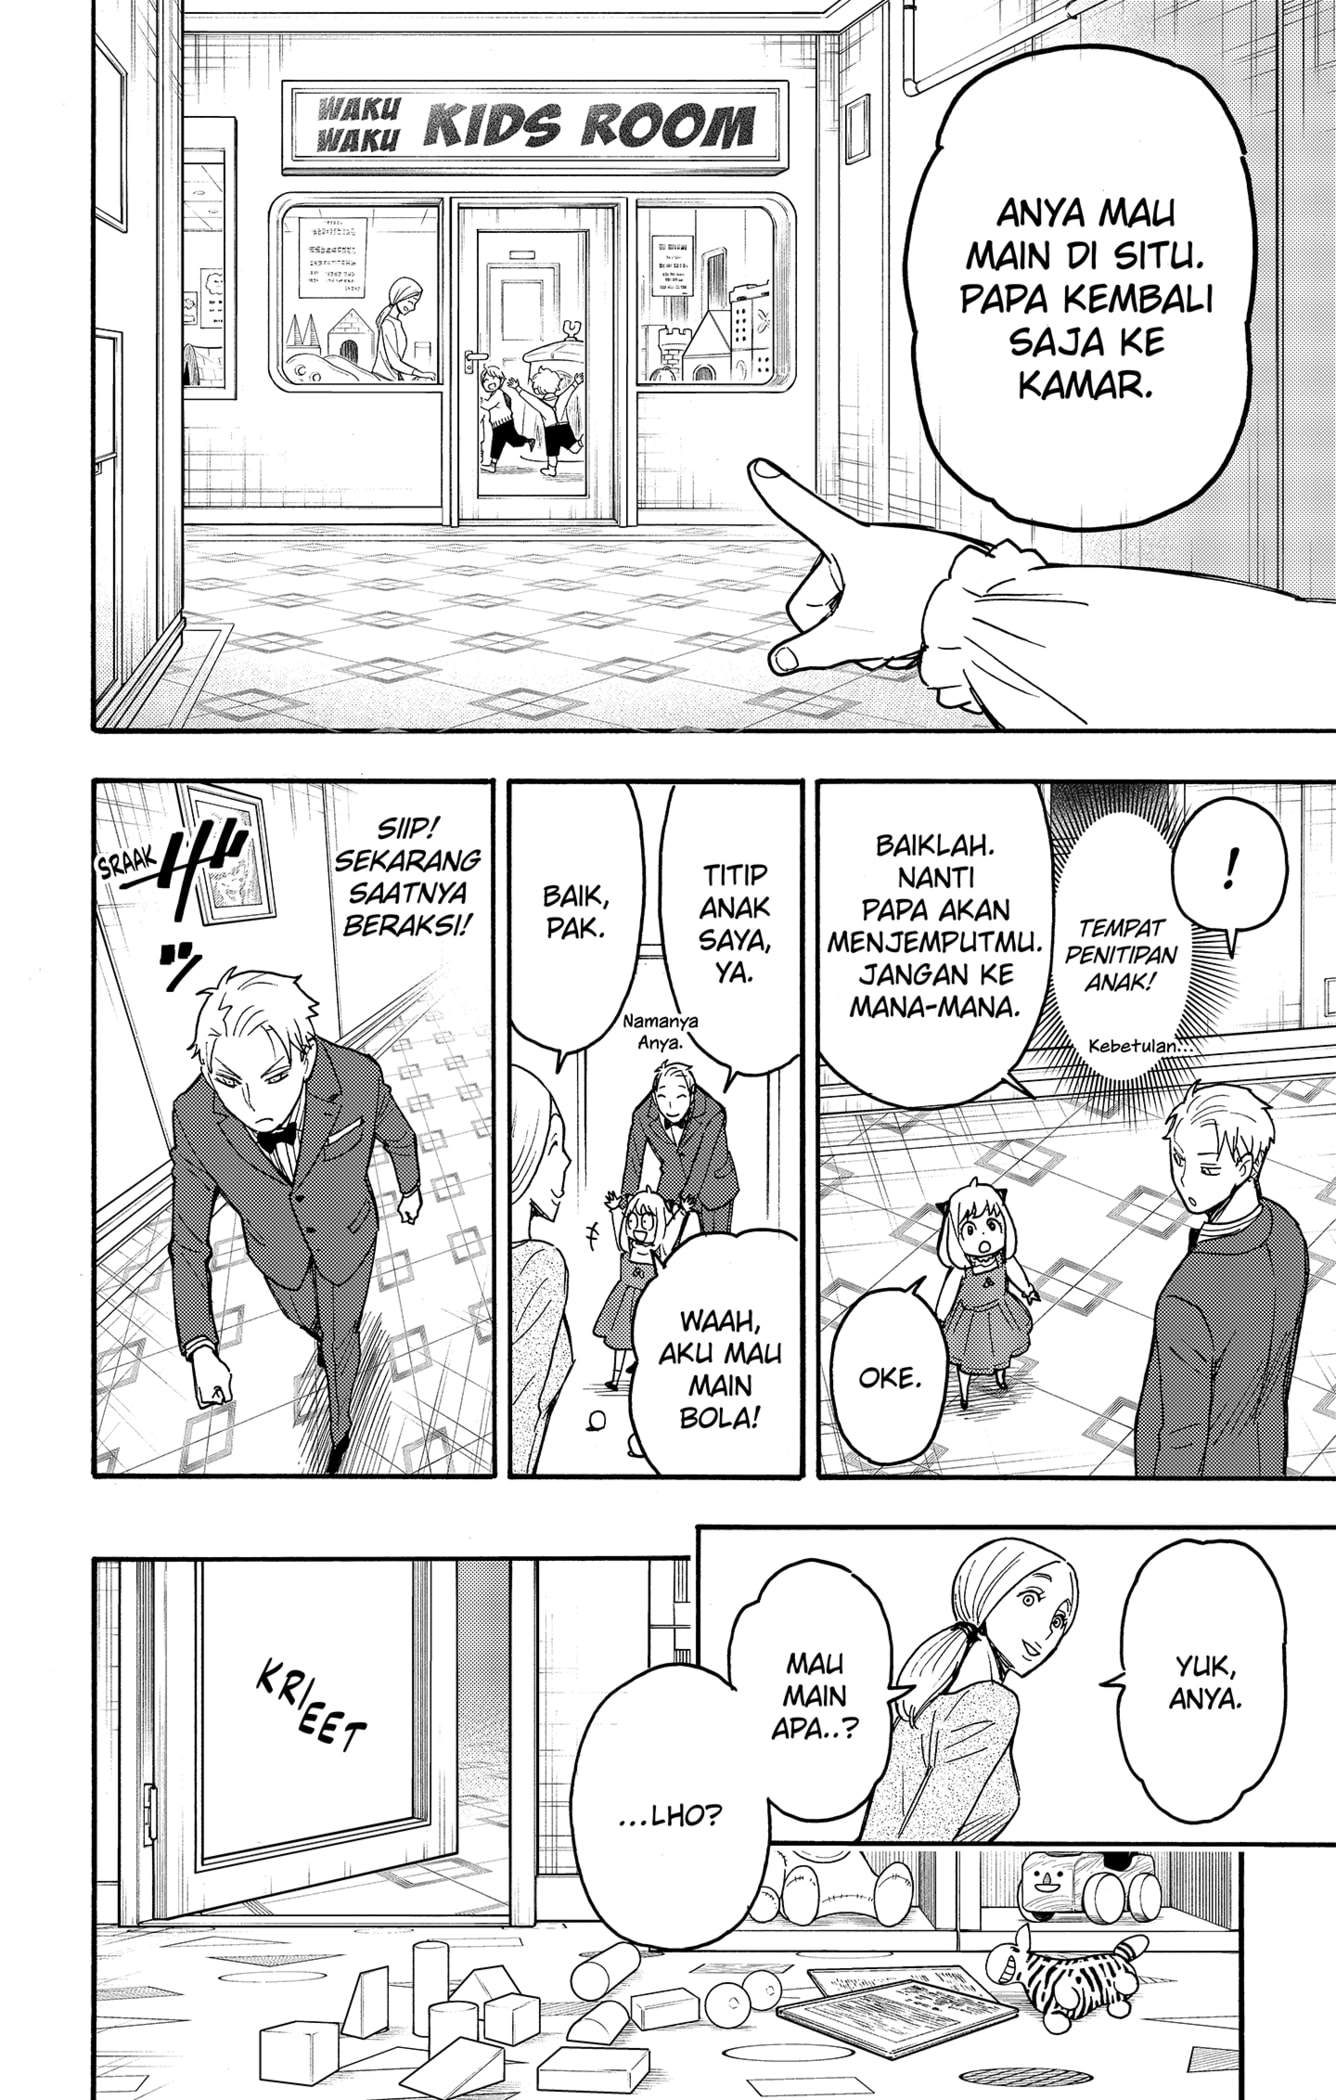 WAKU
WAKU
KIDS ROOM
ANYA MAU
MAIN DI SITU.
PAPA KEMBALI
SAJA KE
KAMAR.
!
TEMPAT
PENITIPAN
ANAK!
Kebetulan...
BAIKLAH.
NANTI
PAPA AKAN
MENJEMPUTMU.
JANGAN KE
MANA-MANA.
OKE.
TITIP
ANAK
SAYA,
YA.
Namanya
Anya.
BAIK,
PAK.
WAAH,
AKU MAU
MAIN
BOLA!
SIIP!
SEKARANG
SAATNYA
BERAKSI!
SRAAK
YUK,
ANYA.
MAU
MAIN
APA..?
...LHO?
KRIEET